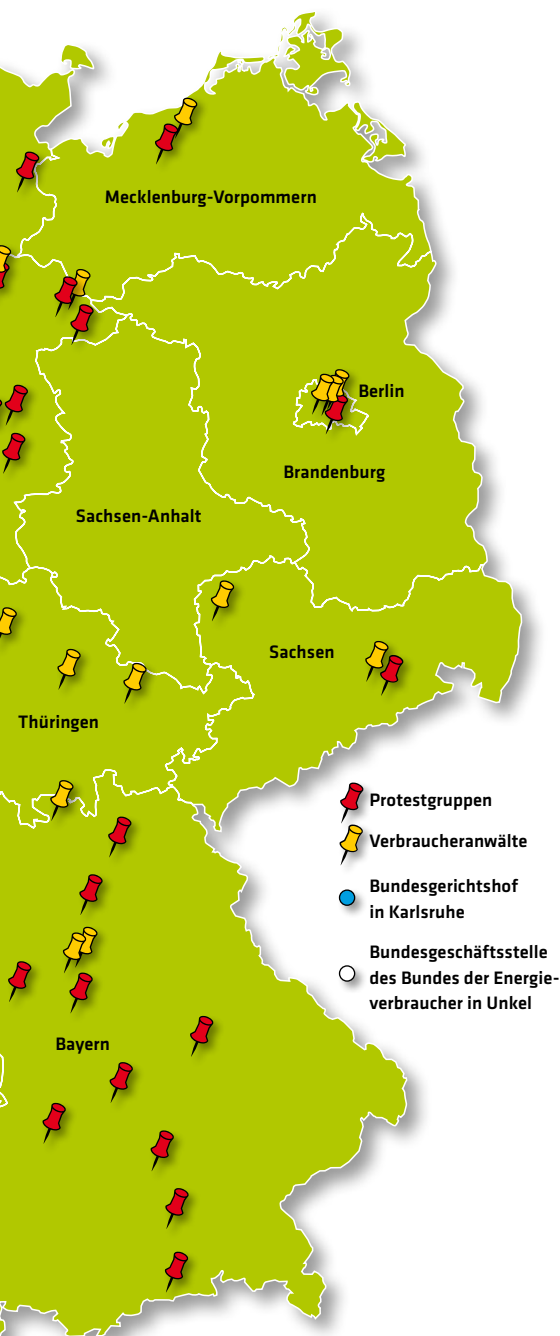 Mecklenburg-Vorpommern
Berlin
Brandenburg
Sachsen-Anhalt
Sachsen
Thüringen
Protestgruppen
Verbraucheranwälte
Bundesgerichtshof
in Karlsruhe
Bundesgeschäftsstelle
des Bundes der Energie-
verbraucher in Unkel
Bayern